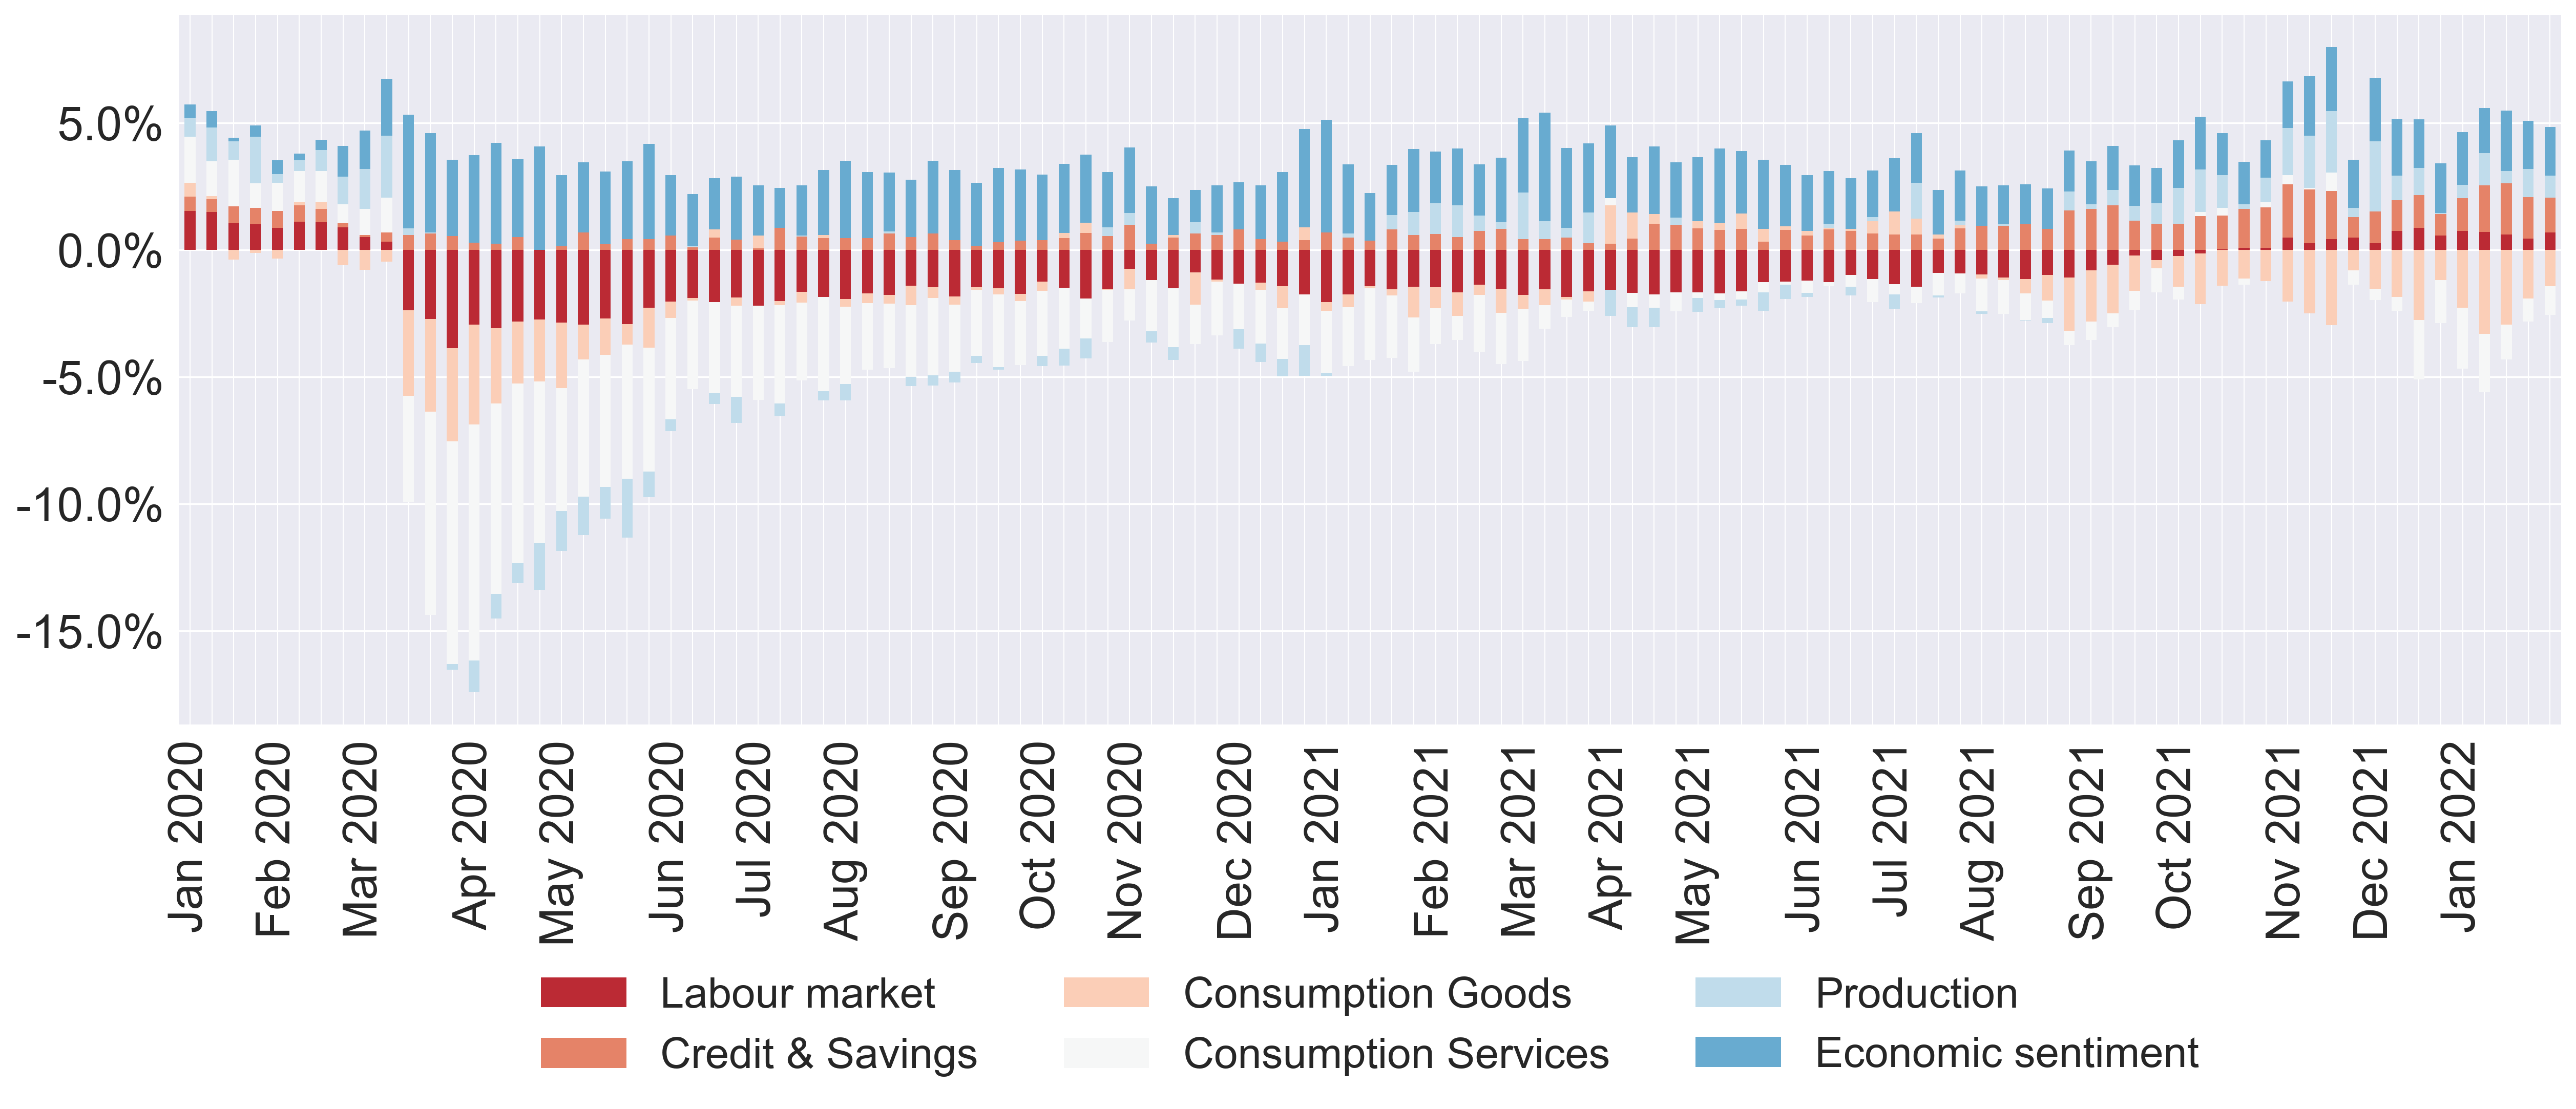 5.0%
0.0%
-5.0%
-10.0%
-15.0%
Jan 2020
Feb 2020
Mar 2020
Apr 2020
May 2020
Jun 2020
Jul 2020
Aug 2020
Sep 2020
Oct 2020
Nov 2020
Dec 2020
Jan 2021
Feb 2021
Mar 2021
Apr 2021
May 2021
Jun 2021
Jul 2021
Aug 2021
Sep 2021
Oct 2021
Nov 2021
Dec 2021
Jan 2022
Labour market
Consumption Goods
Production
Credit & Savings
Consumption Services
Economic sentiment